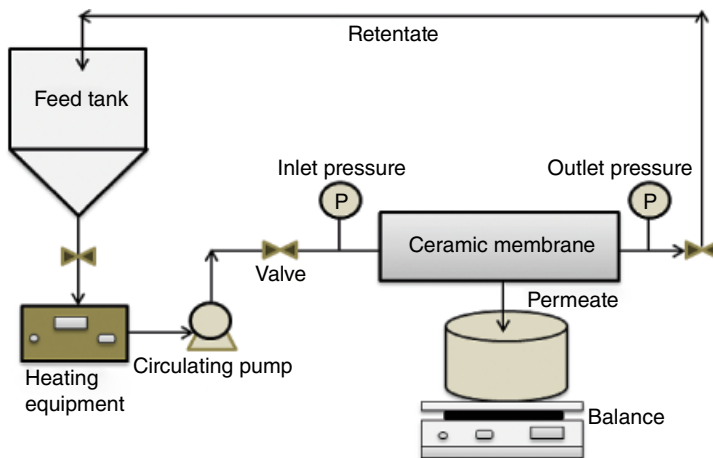 Retentate
Feed tank
Inlet pressure
Outlet pressure
P
P
Ceramic membrane
Valve
Permeate
Circulating pump
Heating
equipment
Balance